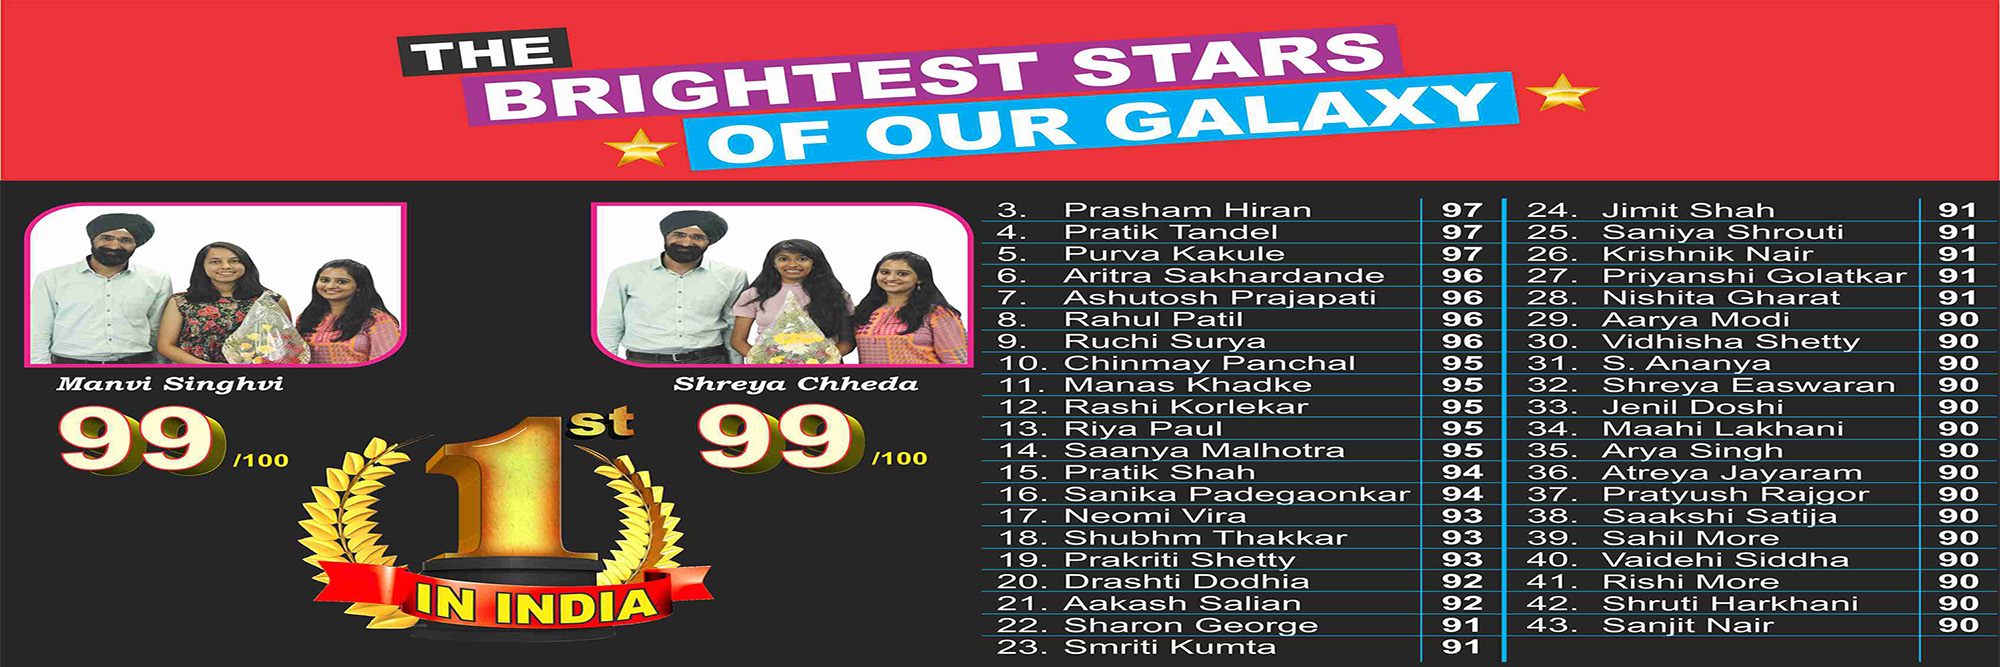 THE
BRIGHTEST STARS
OF OUR GALAXY
Manvi Singhvi
99 /100
Shreya Chheda
99 /100
1st
IN INDIA
3. Prasham Hiran 97
4. Pratik Tandel 97
5. Purva Kakule 97
6. Aritra Sakhardande 96
7. Ashutosh Prajapati 96
8. Rahul Patil 96
9. Ruchi Surya 96
10. Chinmay Panchal 95
11. Manas Khadke 95
12. Rashi Korlekar 95
13. Riya Paul 95
14. Saanya Malhotra 95
15. Pratik Shah 94
16. Sanika Padegaonkar 94
17. Neomi Vira 93
18. Shubhm Thakkar 93
19. Prakriti Shetty 93
20. Drashti Dodhia 92
21. Aakash Salian 92
22. Sharon George 91
23. Smriti Kumta 91
24. Jimit Shah 91
25. Saniya Shrouti 91
26. Krishnik Nair 91
27. Priyanshi Golatkar 91
28. Nishita Gharat 91
29. Aarya Modi 90
30. Vidhisha Shetty 90
31. S. Ananya 90
32. Shreya Easwaran 90
33. Jenil Doshi 90
34. Maahi Lakhani 90
35. Arya Singh 90
36. Atreya Jayaram 90
37. Pratyush Rajgor 90
38. Saakshi Satija 90
39. Sahil More 90
40. Vaidehi Siddha 90
41. Rishi More 90
42. Shruti Harkhani 90
43. Sanjit Nair 90